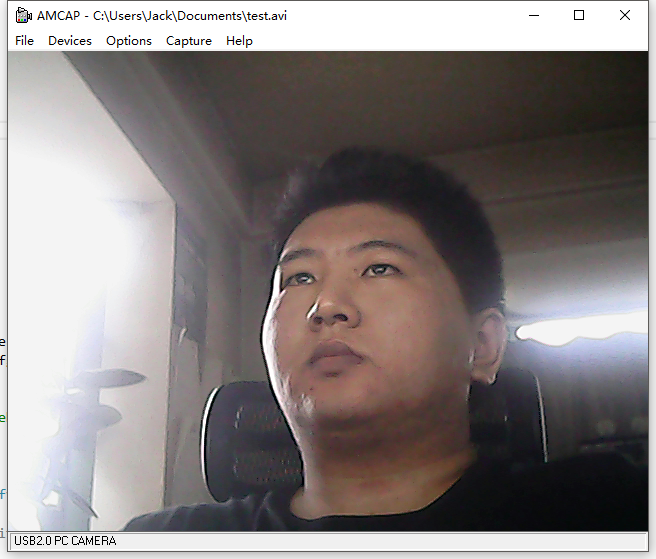 AMCAP - C:\Users\Jack\Documents\test.avi
File Devices Options Capture Help
e
f
e
f
i
USB2.0 PC CAMERA